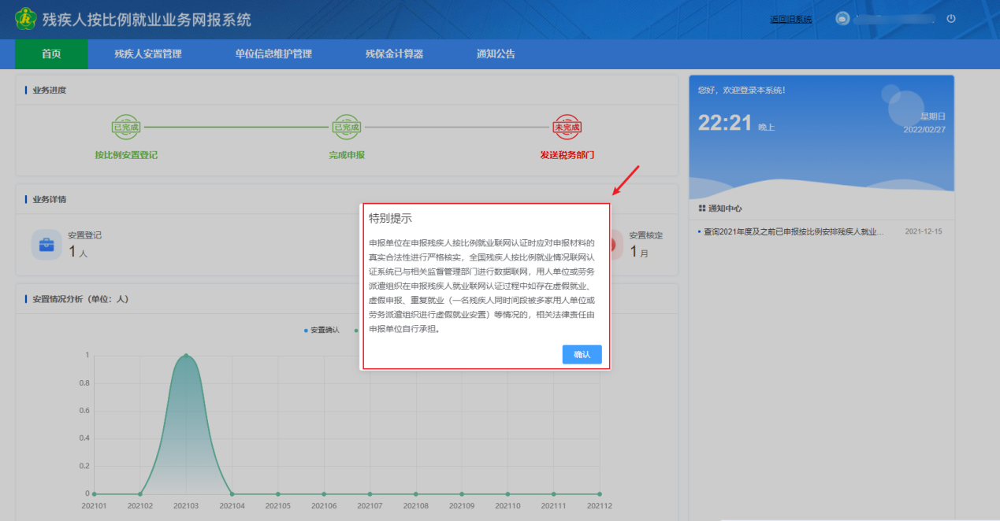 残疾人按比例就业业务网报系统
返回旧系统
首页
残疾人安置管理
单位信息维护管理
残保金计算器
通知公告
业务进度
已完成
已完成
未完成
按比例安置登记
完成申报
发送税务部门
您好，欢迎登录本系统！
22:21 晚上
星期日
2022/02/27
业务详情
安置登记
1 人
安置核定
1 月
通知中心
查询2021年度及之前已申报按比例安排残疾人就业...
2021-12-15
特别提示
申报单位在申报残疾人按比例就业联网认证时应对申报材料的
真实合法性进行严格核实，全国残疾人按比例就业情况联网认
证系统已与相关监督管理部门进行数据联网，用人单位或劳务
派遣组织在申报残疾人就业联网认证过程中如存在虚假就业、
虚假申报、重复就业（一名残疾人同时间段被多家用人单位或
劳务派遣组织进行虚假就业安置）等情况的，相关法律责任由
申报单位自行承担。
确认
安置情况分析（单位：人）
安置确认
1
0.8
0.6
0.4
0.2
0
202101
202102
202103
202104
202105
202106
202107
202108
202109
202110
202111
202112